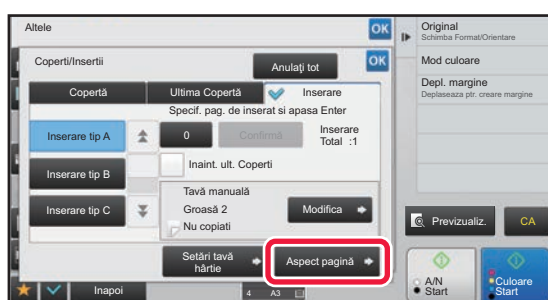 Altele
OK
Original
Schimba Format/Orientare
Coperti/Insertii
Anulați tot
OK
Mod culoare
Copertă
Ultima Copertă
Inserare
Depl. margine
Deplaseaza ptr. creare margine
Specif. pag. de inserat si apasa Enter
Inserare tip A
0
Confirmă
Inserare
Total :1
Inaint. ult. Coperti
Inserare tip B
Tavă manuală
Inserare tip C
Groasă 2
Modifica
Nu copiati
Previzualiz.
CA
Setări tavă
hârtie
Aspect pagină
Inapoi
4
A3
A/N
Start
Culoare
Start